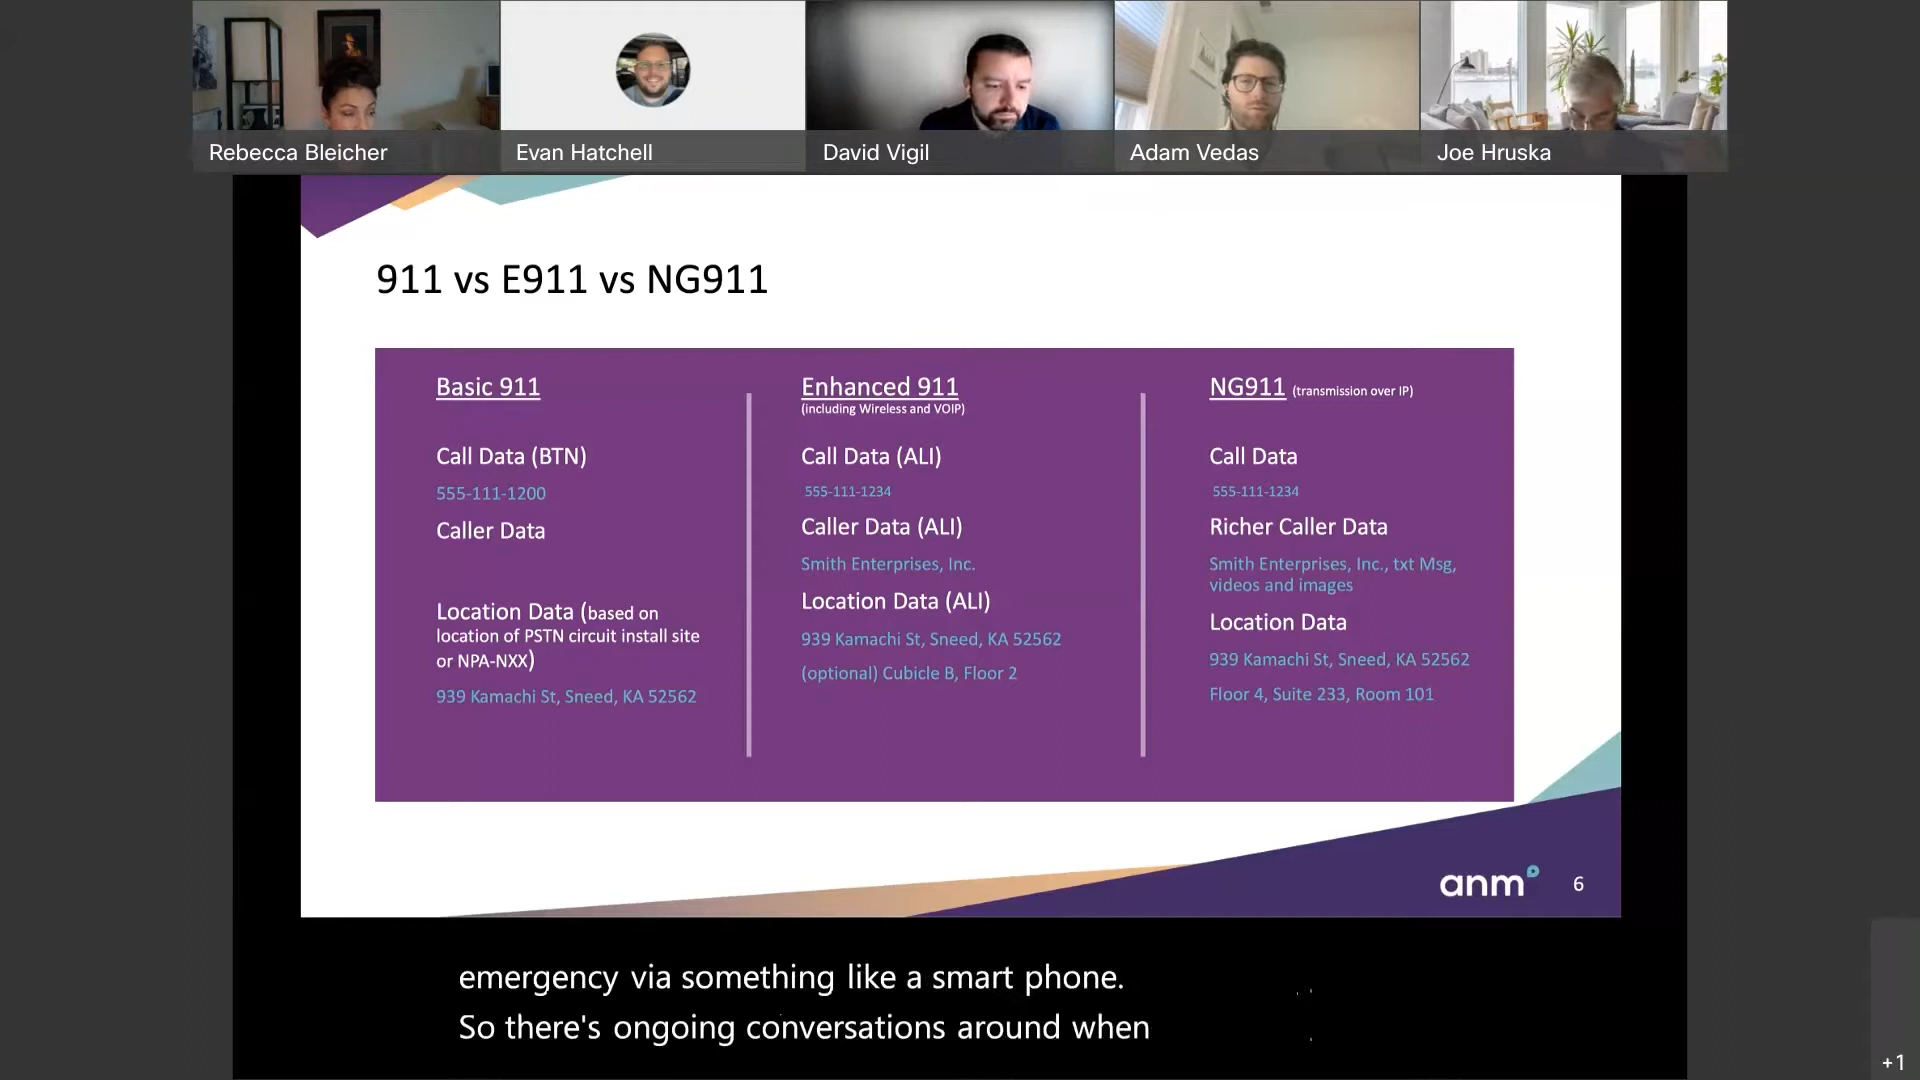 Rebecca Bleicher
Evan Hatchell
David Vigil
Adam Vedas
Joe Hruska
911 vs E911 vs NG911
Basic 911
Call Data (BTN)
555-111-1200
Caller Data
Location Data (based on
location of PSTN circuit install site
or NPA-NXX)
939 Kamachi St, Sneed, KA 52562
Enhanced 911
(including Wireless and VOIP)
Call Data (ALI)
555-111-1234
Caller Data (ALI)
Smith Enterprises, Inc.
Location Data (ALI)
939 Kamachi St, Sneed, KA 52562
(optional) Cubicle B, Floor 2
NG911 (transmission over IP)
Call Data
555-111-1234
Richer Caller Data
Smith Enterprises, Inc., txt Msg,
videos and images
Location Data
939 Kamachi St, Sneed, KA 52562
Floor 4, Suite 233, Room 101
anm
6
emergency via something like a smart phone.
So there's ongoing conversations around when
+1